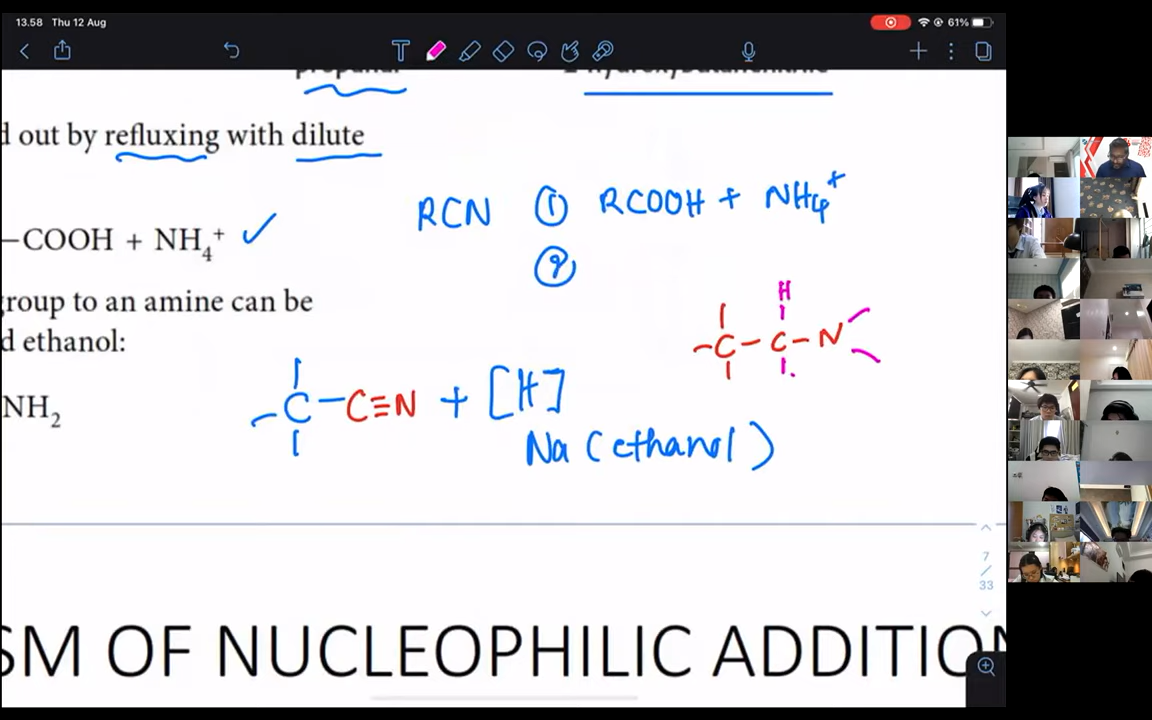 13.58 Thu 12 Aug
61%
propanal
2-hydroxybutanenitrile
d out by refluxing with dilute
RCN ① RCOOH + NH₄⁺
②
–COOH + NH₄⁺ ✓
group to an amine can be
d ethanol:
H
–C–C–N
NH₂
–C–C≡N + [H]
Na (ethanol)
7
/
33
SM OF NUCLEOPHILIC ADDITION